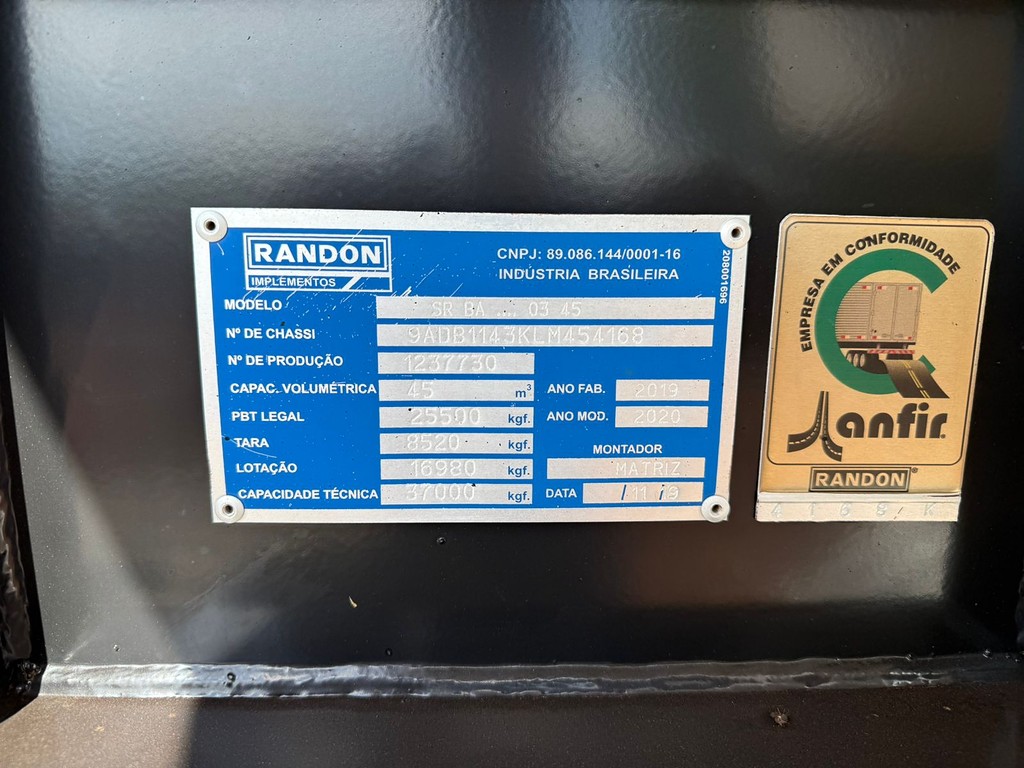 RANDON
IMPLEMENTOS
CNPJ: 89.086.144/0001-16
INDÚSTRIA BRASILEIRA
208001696
MODELO SR BA 03 45
Nº DE CHASSI 9ADB1143KLM454168
Nº DE PRODUÇÃO 1237730
CAPAC. VOLUMÉTRICA 45 m³ ANO FAB. 2019
PBT LEGAL 25500 kgf. ANO MOD. 2020
TARA 8520 kgf. MONTADOR
LOTAÇÃO 16980 kgf. MATRIZ
CAPACIDADE TÉCNICA 37000 kgf. DATA / 11 /
EMPRESA EM CONFORMIDADE
anfir
RANDON®
4168 K